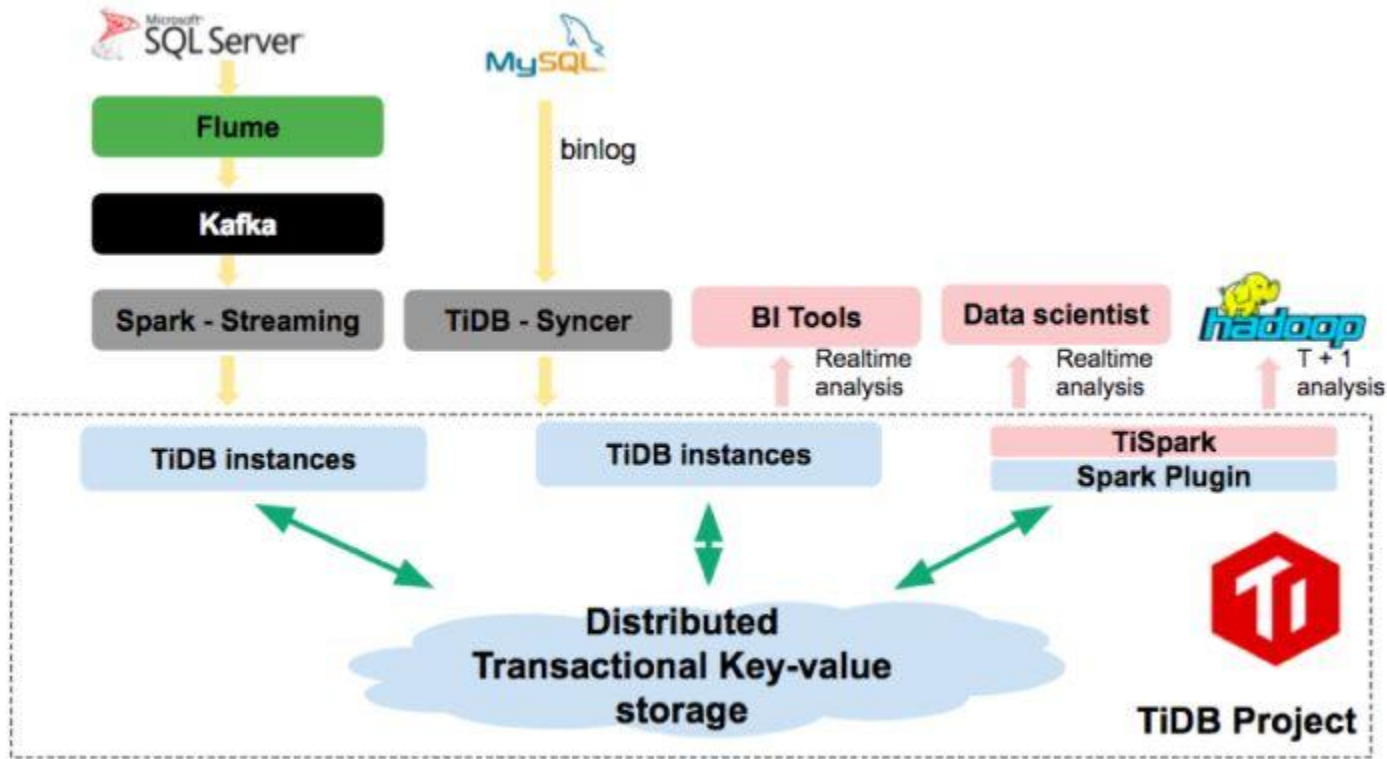 Microsoft
SQL Server
MySQL
Flume
binlog
Kafka
Spark - Streaming
TiDB - Syncer
BI Tools
Data scientist
hadoop
Realtime
analysis
Realtime
analysis
T + 1
analysis
TiDB instances
TiDB instances
TiSpark
Spark Plugin
Distributed
Transactional Key-value
storage
Ti
TiDB Project